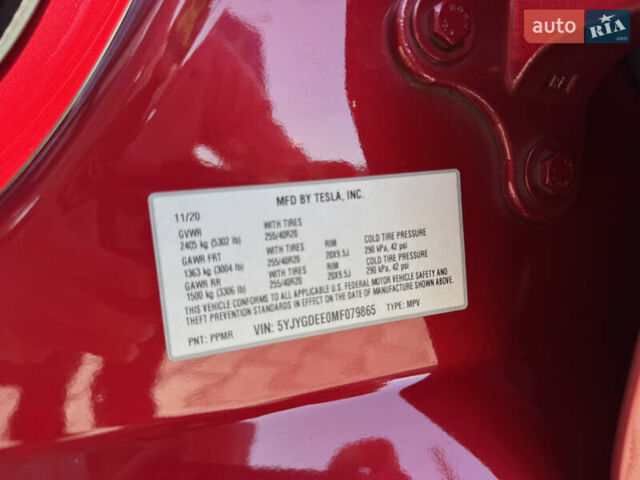 auto RIA.com
MFD BY TESLA, INC.
11/20
GVWR WITH TIRES
2405 kg (5302 lb) 255/40R20
GAWR FRT WITH TIRES RIM COLD TIRE PRESSURE
1363 kg (3004 lb) 255/40R20 20X9.5J 290 kPa, 42 psi
GAWR RR WITH TIRES RIM COLD TIRE PRESSURE
1500 kg (3306 lb) 255/40R20 20X9.5J 290 kPa, 42 psi
THIS VEHICLE CONFORMS TO ALL APPLICABLE FEDERAL MOTOR VEHICLE SAFETY AND
THEFT PREVENTION STANDARDS IN EFFECT ON THE DATE OF MANUFACTURE SHOWN ABOVE.
PNT: PPMR VIN: 5YJYGDEE0MF079865 TYPE: MPV